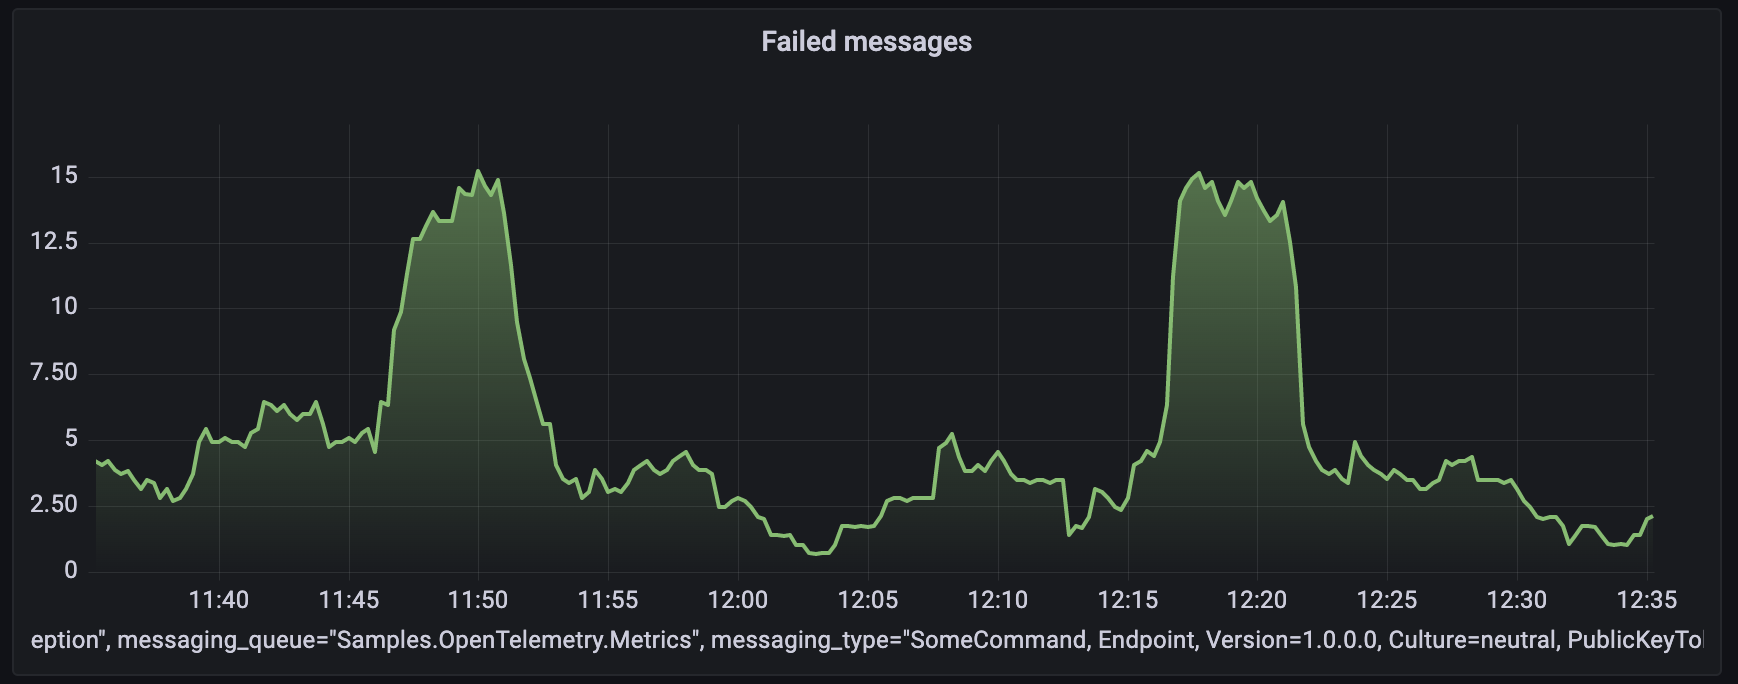 Failed messages
15
12.5
10
7.50
5
2.50
0
11:40 11:45 11:50 11:55 12:00 12:05 12:10 12:15 12:20 12:25 12:30 12:35
eption", messaging_queue="Samples.OpenTelemetry.Metrics", messaging_type="SomeCommand, Endpoint, Version=1.0.0.0, Culture=neutral, PublicKeyTo